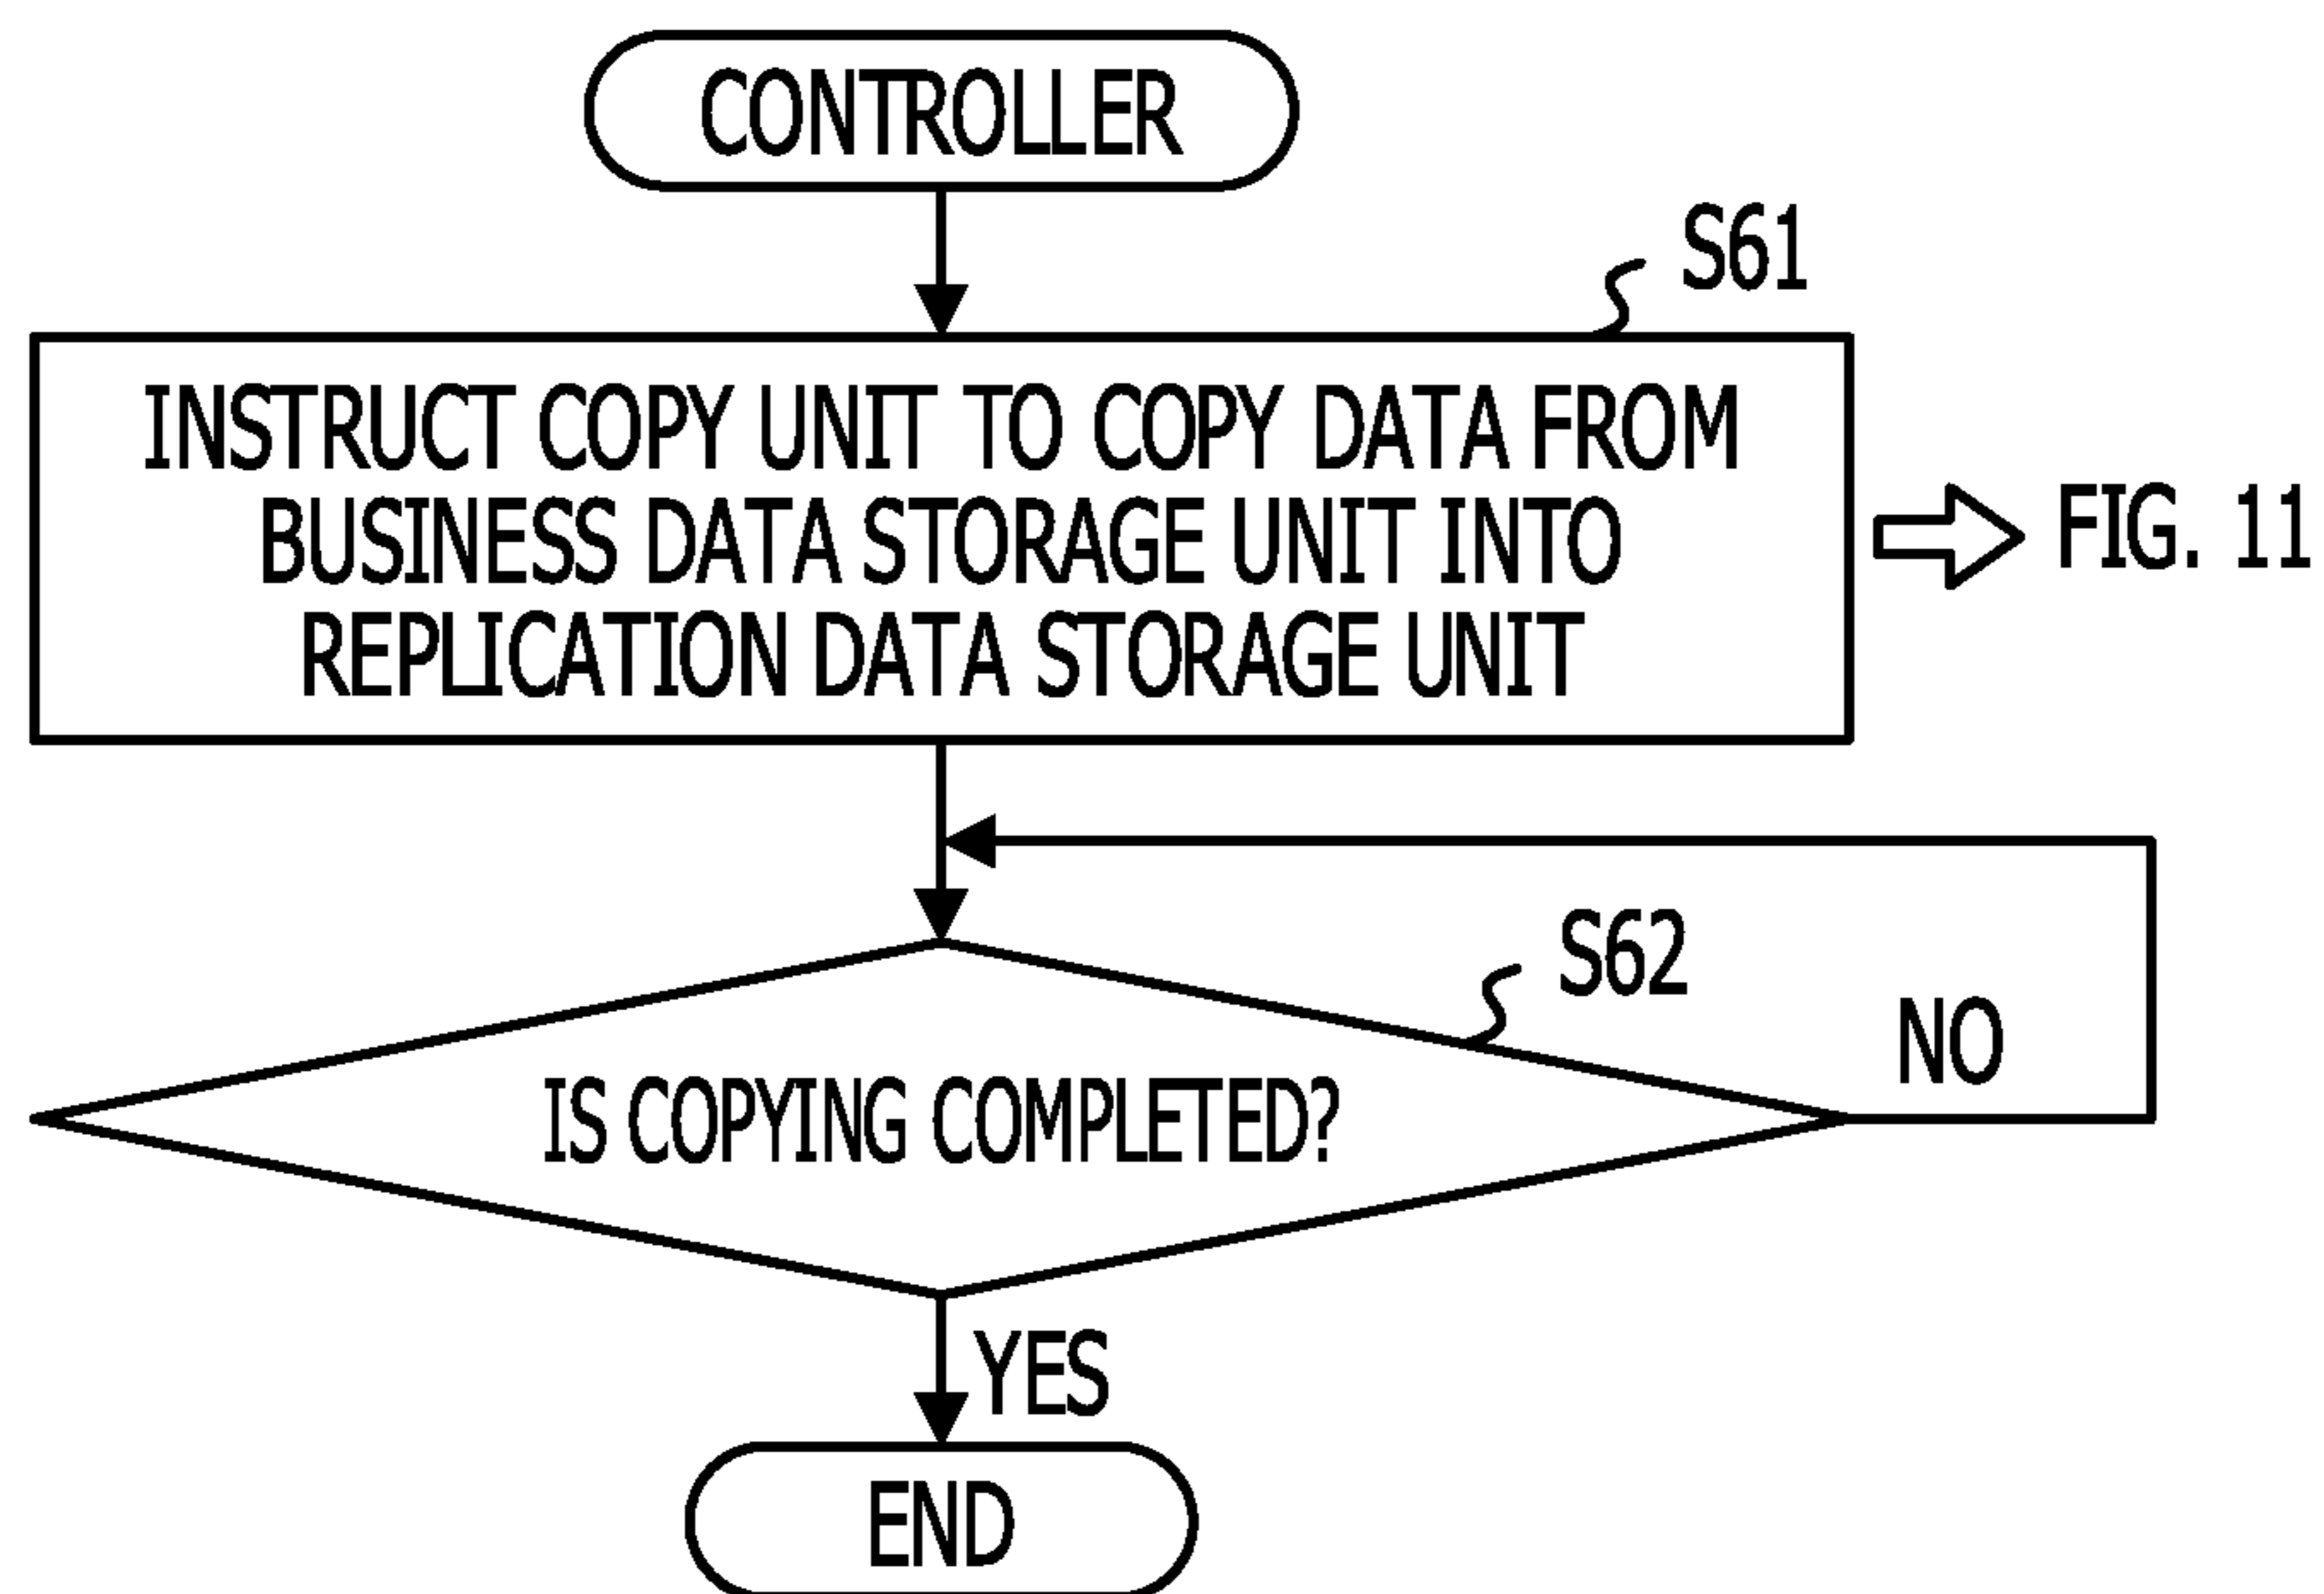 CONTROLLER
S61
INSTRUCT COPY UNIT TO COPY DATA FROM
BUSINESS DATA STORAGE UNIT INTO
REPLICATION DATA STORAGE UNIT
FIG. 11
S62
NO
IS COPYING COMPLETED?
YES
END